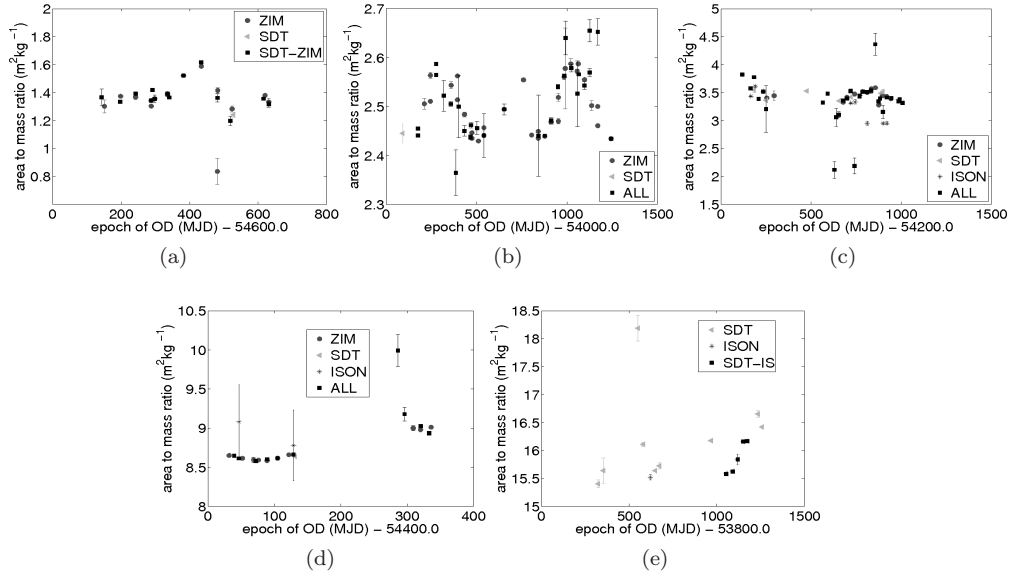 2
1.8
1.6
1.4
1.2
1
0.8
0.6
area to mass ratio (m²kg⁻¹)
ZIM
SDT
SDT−ZIM
0
200
400
600
800
epoch of OD (MJD) − 54600.0
(a)
2.7
2.6
2.5
2.4
2.3
area to mass ratio (m²kg⁻¹)
ZIM
SDT
ALL
0
500
1000
1500
epoch of OD (MJD) − 54000.0
(b)
5
4.5
4
3.5
3
2.5
2
1.5
area to mass ratio (m²kg⁻¹)
ZIM
SDT
ISON
ALL
0
500
1000
1500
epoch of OD (MJD) − 54200.0
(c)
10.5
10
9.5
9
8.5
8
area to mass ratio (m²kg⁻¹)
ZIM
SDT
ISON
ALL
0
100
200
300
400
epoch of OD (MJD) − 54400.0
(d)
18.5
18
17.5
16.5
16
15.5
15
area to mass ratio (m²kg⁻¹)
SDT
ISON
SDT−IS
0
500
1000
1500
epoch of OD (MJD) − 53800.0
(e)